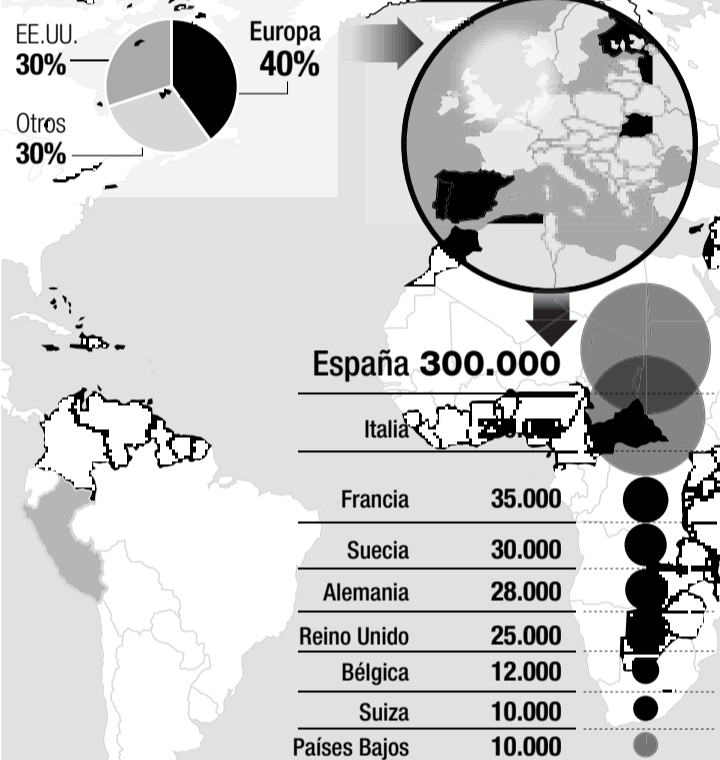 EE.UU.
30%
Europa
40%
Otros
30%
España 300.000
Italia
Francia 35.000
Suecia 30.000
Alemania 28.000
Reino Unido 25.000
Bélgica 12.000
Suiza 10.000
Países Bajos 10.000